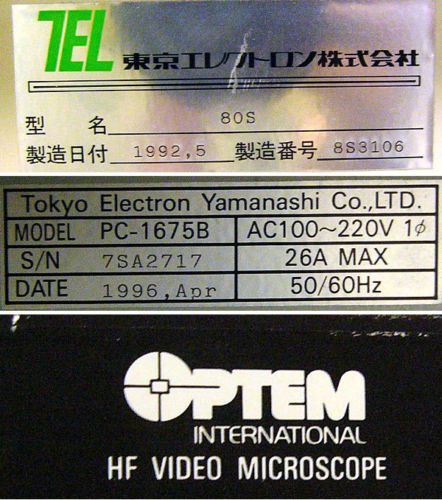 TEL 東京エレクトロン株式会社
型 名 80S
製造日付 1992,5 製造番号 8S3106
Tokyo Electron Yamanashi Co.,LTD.
MODEL PC-1675B AC100～220V 1ϕ
S/N 7SA2717 26A MAX
DATE 1996,Apr 50/60Hz
OPTEM
INTERNATIONAL
HF VIDEO MICROSCOPE